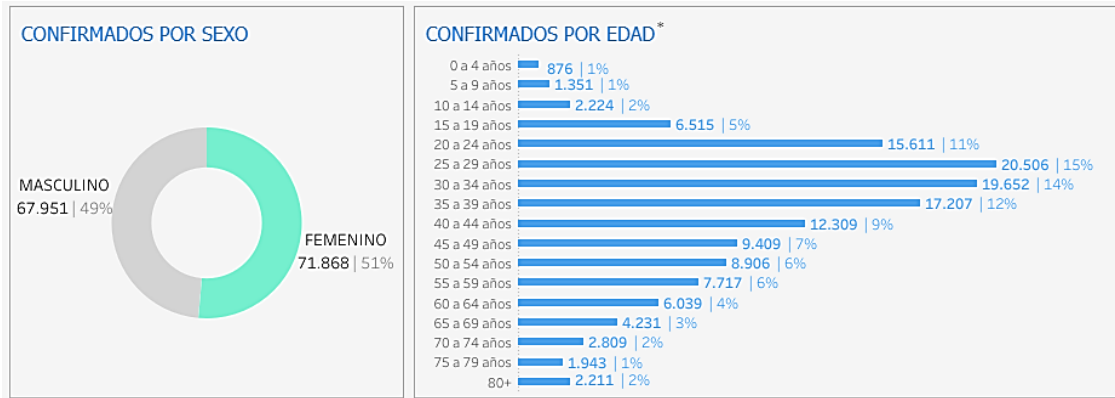 CONFIRMADOS POR SEXO
MASCULINO
67.951 | 49%
FEMENINO
71.868 | 51%
CONFIRMADOS POR EDAD*
0 a 4 años 876 | 1%
5 a 9 años 1.351 | 1%
10 a 14 años 2.224 | 2%
15 a 19 años 6.515 | 5%
20 a 24 años 15.611 | 11%
25 a 29 años 20.506 | 15%
30 a 34 años 19.652 | 14%
35 a 39 años 17.207 | 12%
40 a 44 años 12.309 | 9%
45 a 49 años 9.409 | 7%
50 a 54 años 8.906 | 6%
55 a 59 años 7.717 | 6%
60 a 64 años 6.039 | 4%
65 a 69 años 4.231 | 3%
70 a 74 años 2.809 | 2%
75 a 79 años 1.943 | 1%
80+ 2.211 | 2%